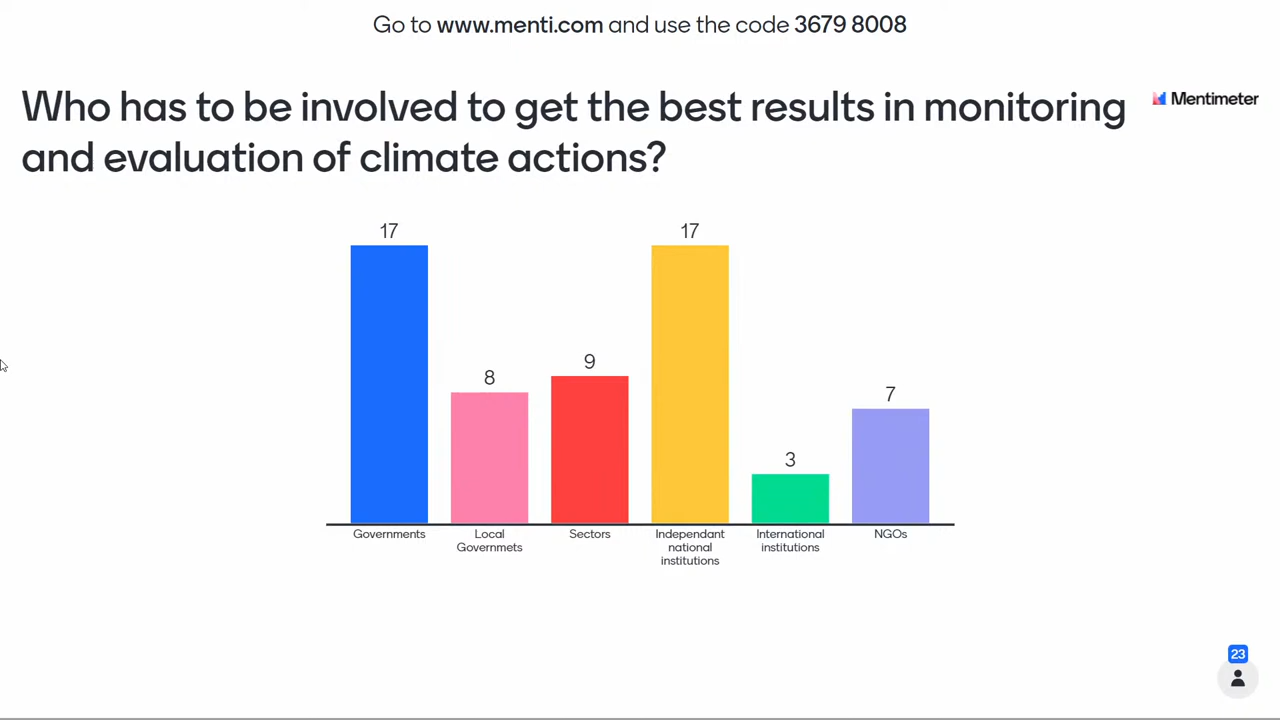 Go to www.menti.com and use the code 3679 8008
Who has to be involved to get the best results in monitoring
and evaluation of climate actions?
Mentimeter
17
8
9
17
3
7
Governments
Local
Governmets
Sectors
Independant
national
institutions
International
institutions
NGOs
23